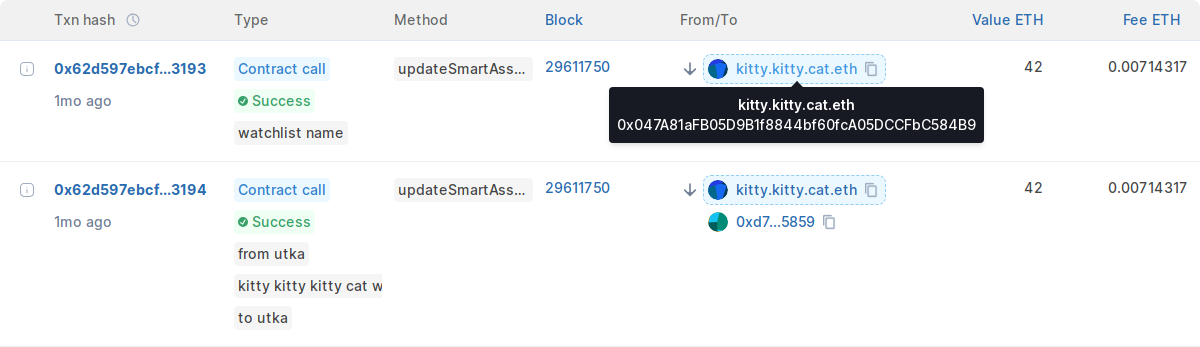 Txn hash Type Method Block From/To Value ETH Fee ETH
0x62d597ebcf...3193 Contract call updateSmartAss... 29611750 kitty.kitty.cat.eth 42 0.00714317
1mo ago Success
kitty.kitty.cat.eth
0x047A81aFB05D9B1f8844bf60fcA05DCCFbC584B9
watchlist name
0x62d597ebcf...3194 Contract call updateSmartAss... 29611750 kitty.kitty.cat.eth 42 0.00714317
1mo ago Success 0xd7...5859
from utka
kitty kitty kitty cat w
to utka